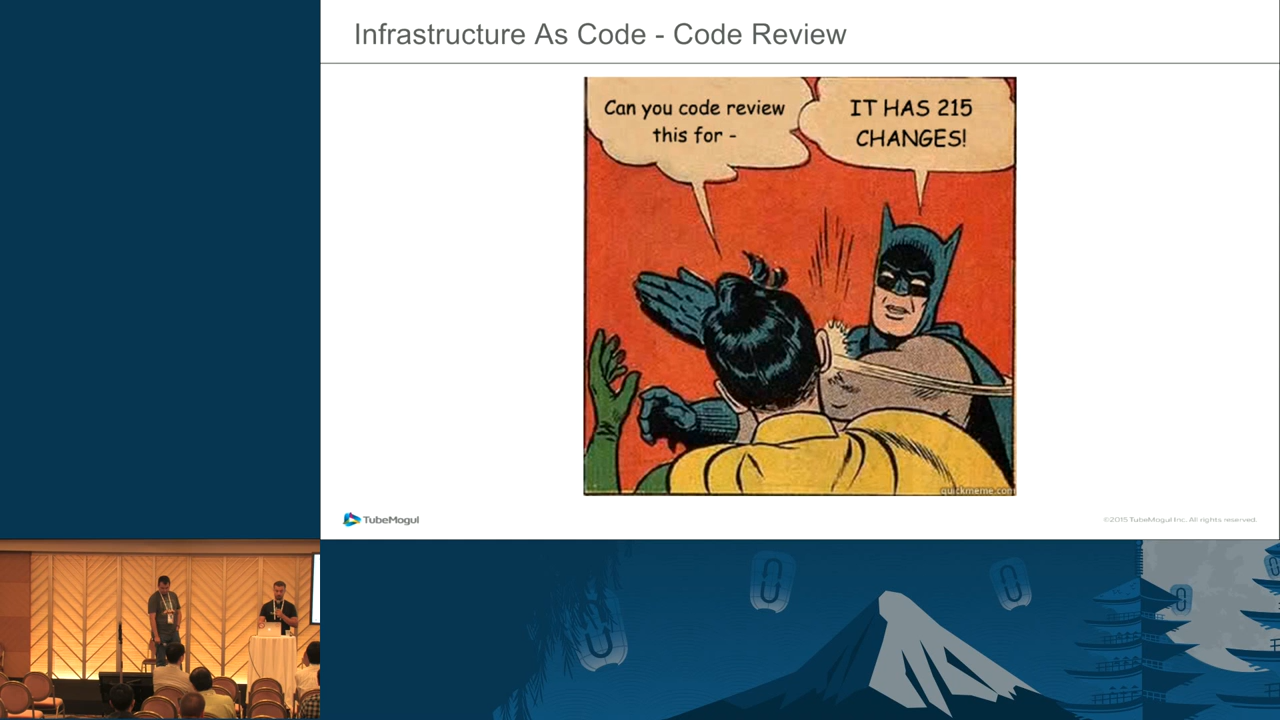 Infrastructure As Code - Code Review
Can you code review
this for -
IT HAS 215
CHANGES!
quickmeme.com
TubeMogul
©2015 TubeMogul Inc. All rights reserved.